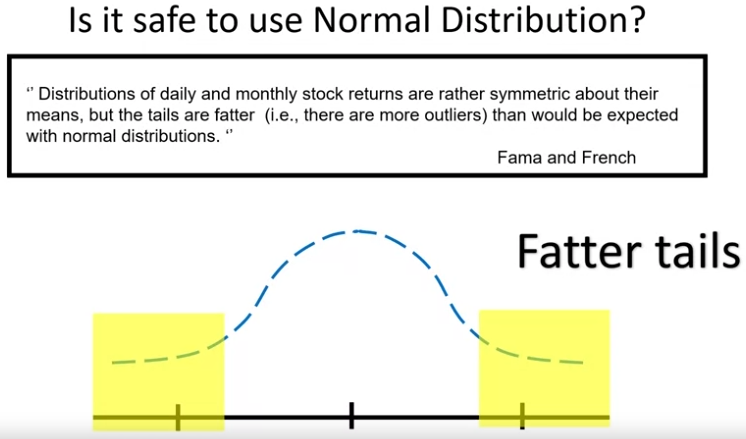 Is it safe to use Normal Distribution?
‘’ Distributions of daily and monthly stock returns are rather symmetric about their
means, but the tails are fatter (i.e., there are more outliers) than would be expected
with normal distributions. ‘’
Fama and French
Fatter tails